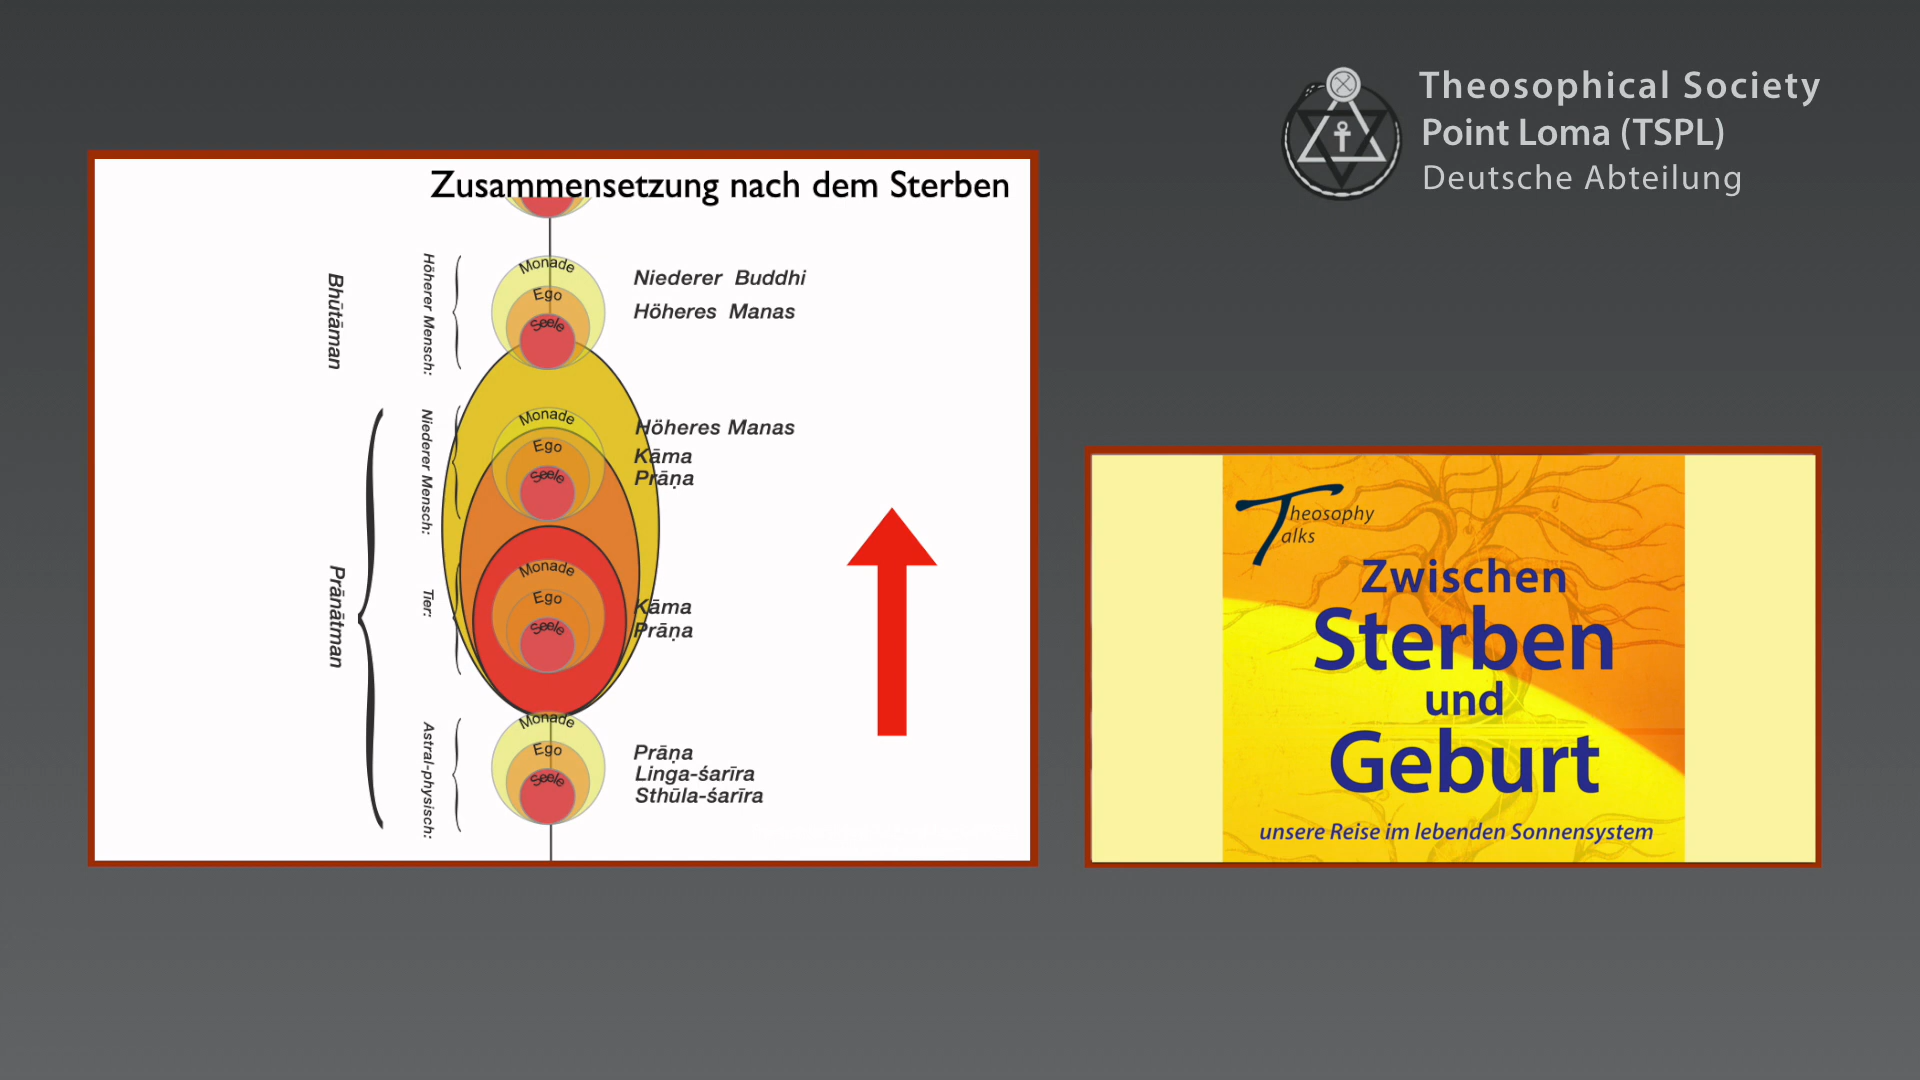 Theosophical Society
Point Loma (TSPL)
Deutsche Abteilung
Zusammensetzung nach dem Sterben
Bhūtāman
Höherer Mensch:
Monade
Ego
Seele
Niederer Buddhi
Höheres Manas
Prānātman
Niederer Mensch:
Monade
Ego
Seele
Höheres Manas
Kāma
Prāṇa
Tier:
Monade
Ego
Seele
Kāma
Prāṇa
Astral-physisch:
Monade
Ego
Seele
Prāṇa
Linga-śarīra
Sthūla-śarīra
Theosophy
Talks
Zwischen
Sterben
und
Geburt
unsere Reise im lebenden Sonnensystem